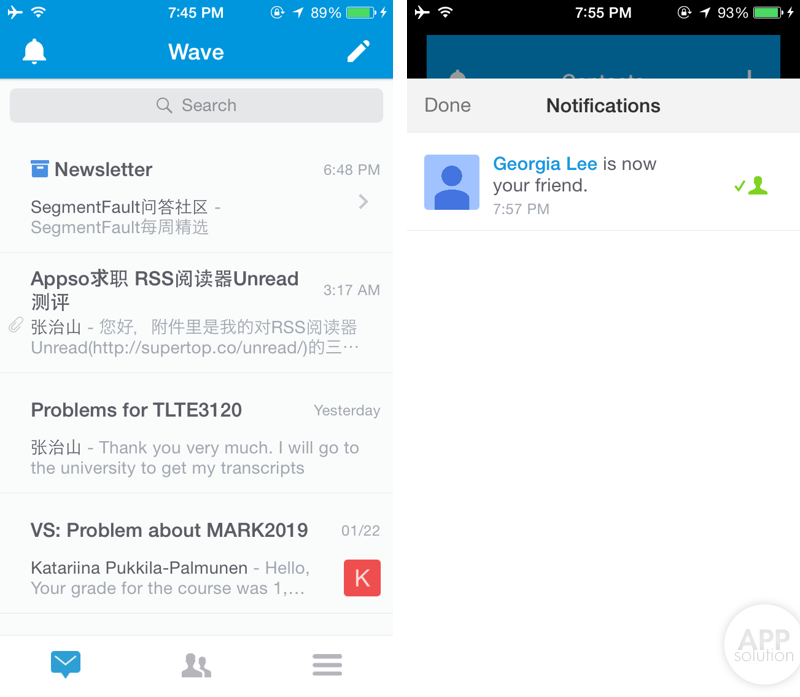 7:45 PM
89%
Wave
Search
Newsletter
6:48 PM
SegmentFault问答社区 -
SegmentFault每周精选
Appso求职 RSS阅读器Unread
测评
3:17 AM
张治山 - 您好，附件里是我的对RSS阅读器
Unread(http://supertop.co/unread/)的三…
Problems for TLTE3120
Yesterday
张治山 - Thank you very much. I will go to
the university to get my transcripts
VS: Problem about MARK2019
01/22
Katariina Pukkila-Palmunen - Hello,
Your grade for the course was 1,…
K
7:55 PM
93%
Contacts
Done
Notifications
Georgia Lee is now
your friend.
7:57 PM
APP
solution